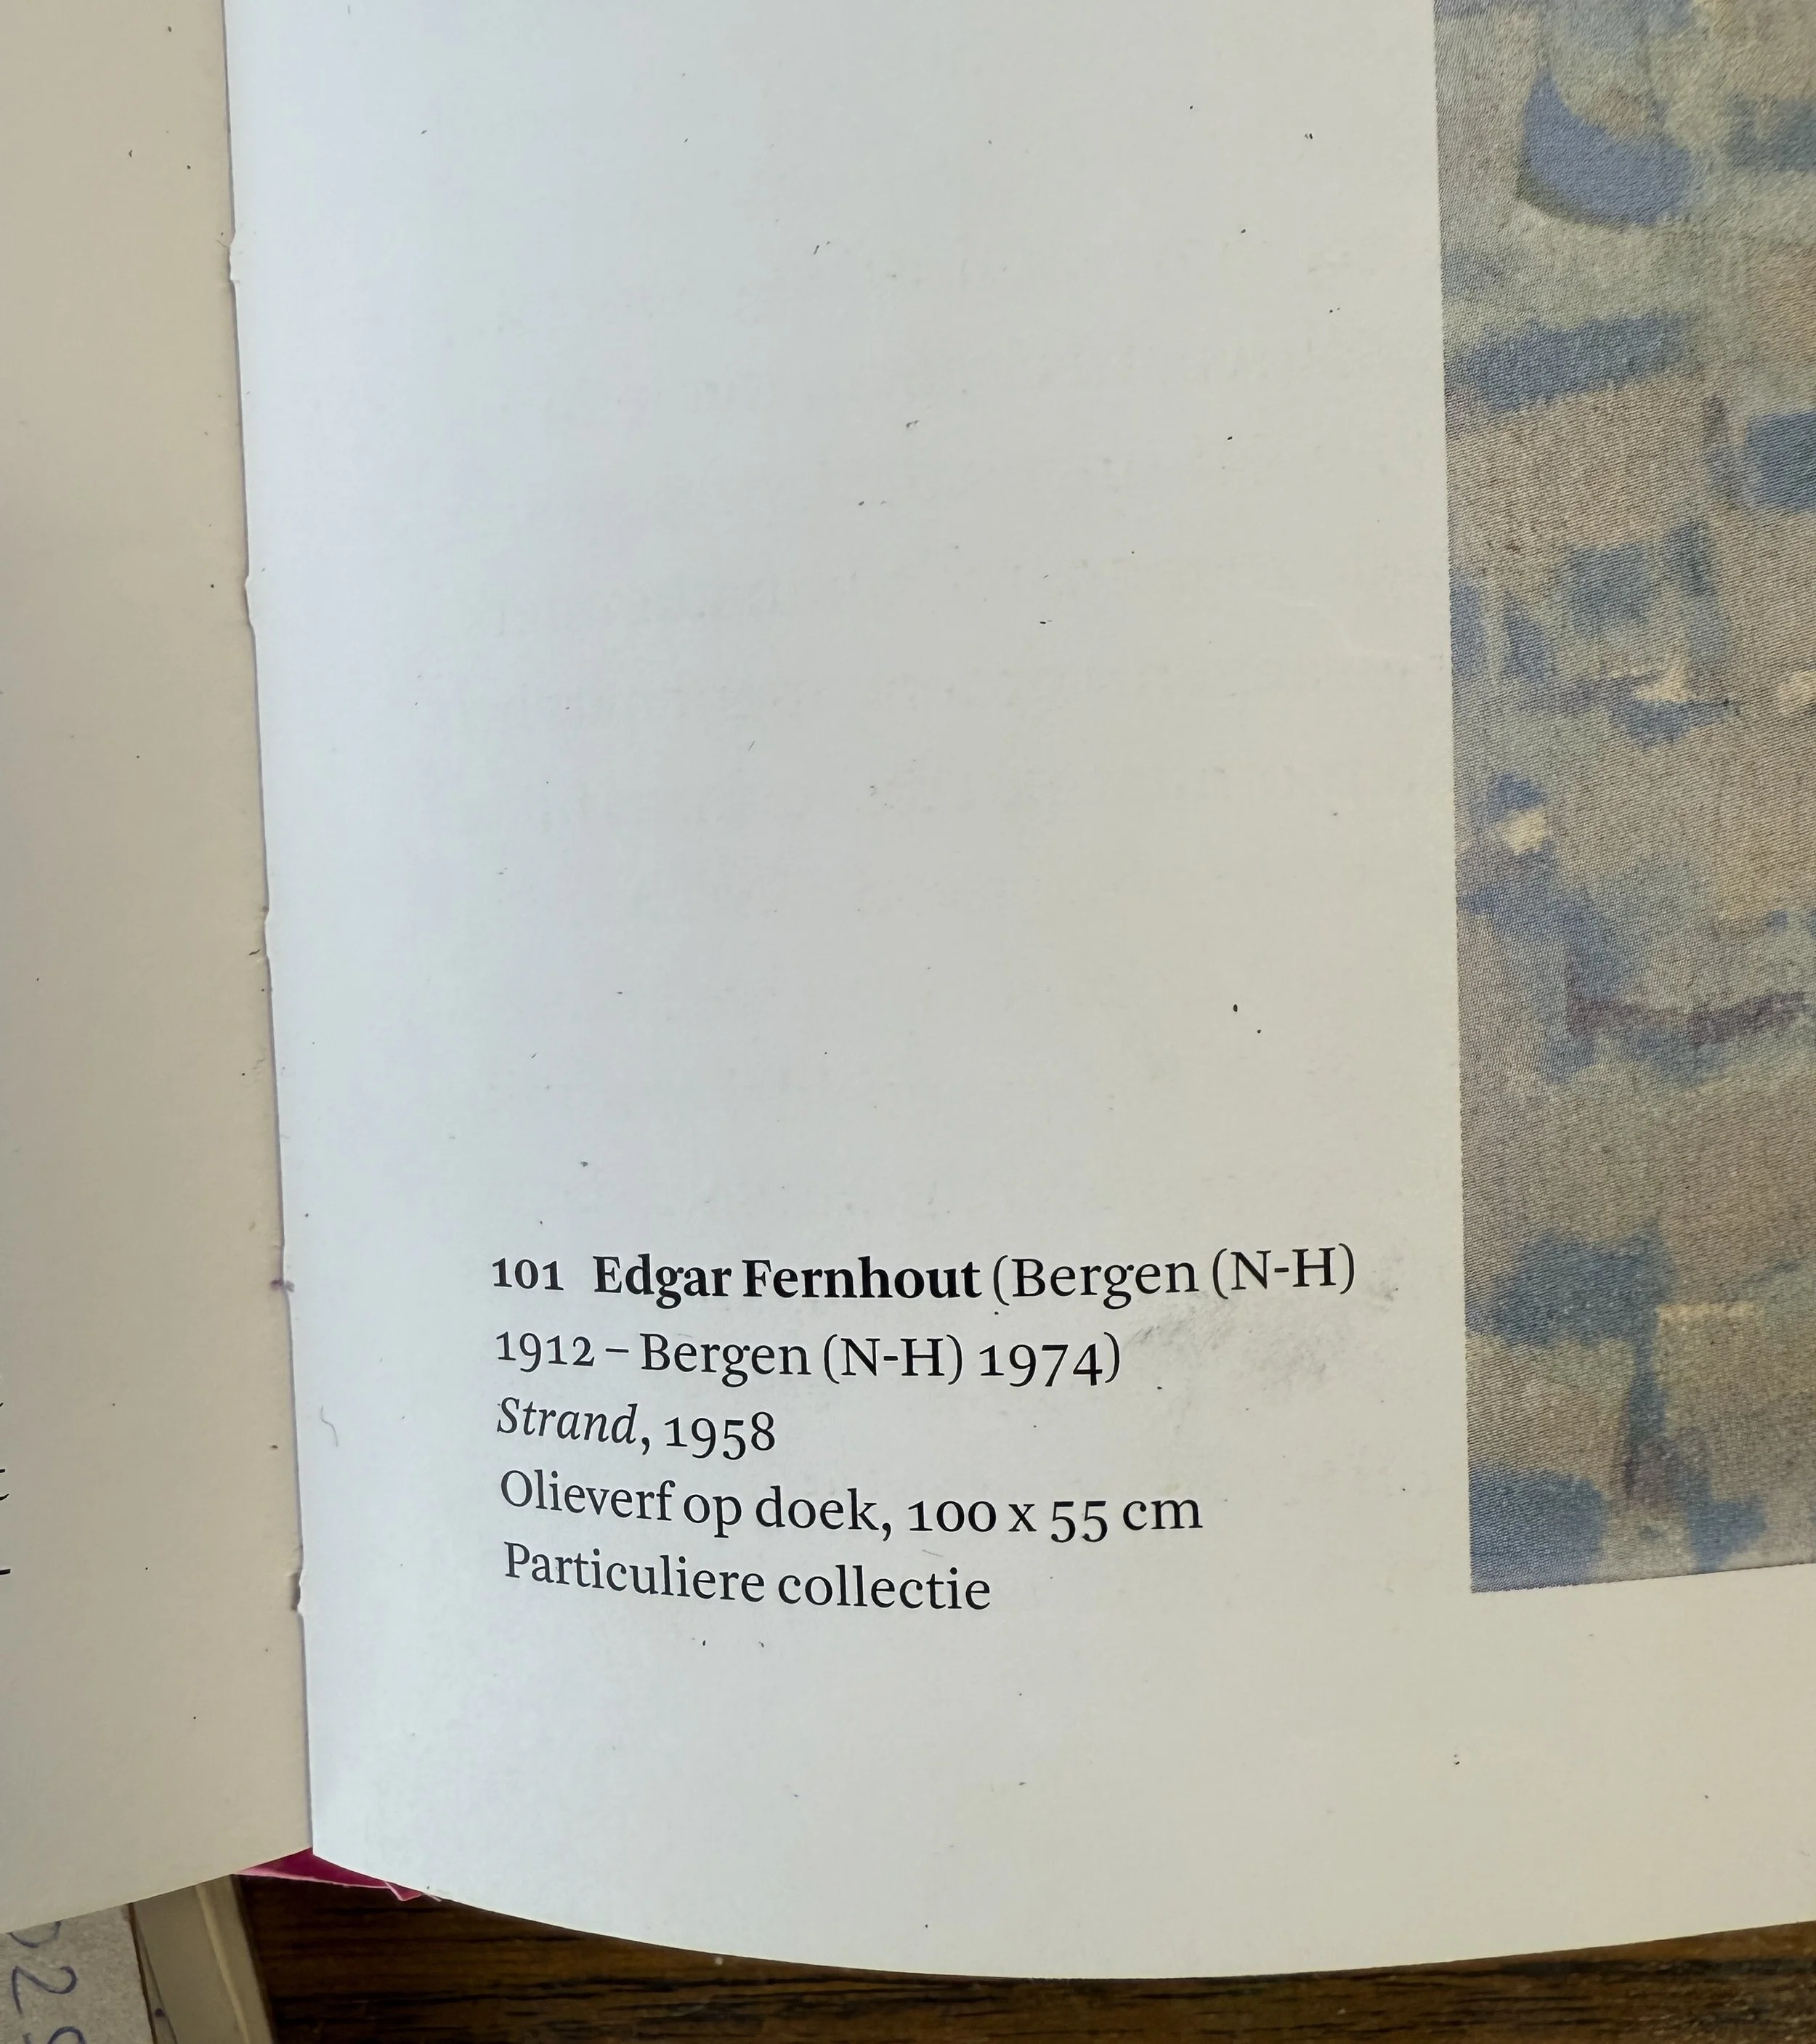 101 Edgar Fernhout (Bergen (N-H)
1912 – Bergen (N-H) 1974)
Strand, 1958
Olieverf op doek, 100 x 55 cm
Particuliere collectie